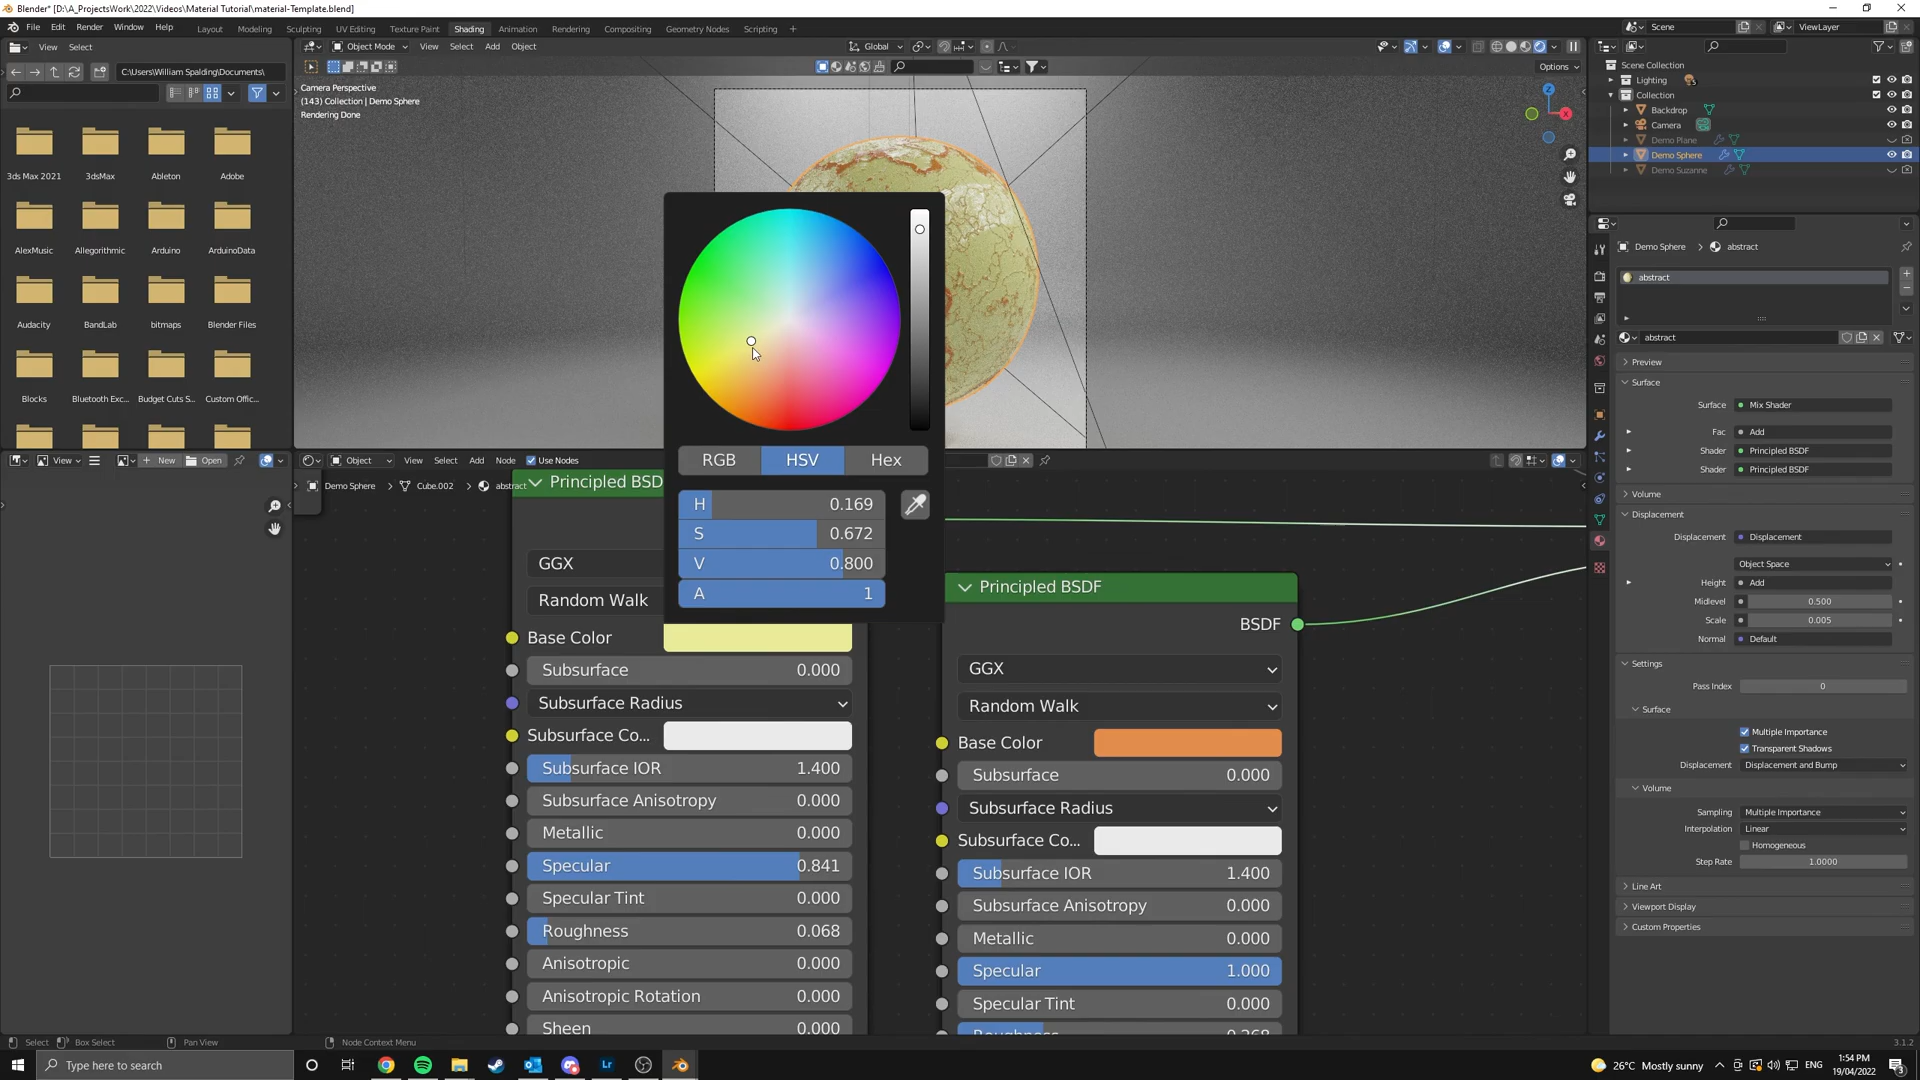 Blender* [D:\A_ProjectsWork\2022\Videos\Material Tutorial\material-Template.blend]
File Edit Render Window Help Layout Modeling Sculpting UV Editing Texture Paint Shading Animation Rendering Compositing Geometry Nodes Scripting + Scene ViewLayer
View Select Object Mode View Select Add Object Global
C:\Users\William Spalding\Documents\ Options
Camera Perspective
(143) Collection | Demo Sphere
Rendering Done
Z
X
Scene Collection
Lighting
Collection
Backdrop
Camera
Demo Plane
Demo Sphere
Demo Suzanne
3ds Max 2021 3dsMax Ableton Adobe
AlexMusic Allegorithmic Arduino ArduinoData
Audacity BandLab bitmaps Blender Files
Blocks Bluetooth Exc... Budget Cuts S... Custom Offic...
RGB HSV Hex
H 0.169
S 0.672
V 0.800
A 1
View New Open Object View Select Add Node Use Nodes
Demo Sphere > Cube.002 > abstract
Principled BSD
GGX
Random Walk
Base Color
Subsurface 0.000
Subsurface Radius
Subsurface Co...
Subsurface IOR 1.400
Subsurface Anisotropy 0.000
Metallic 0.000
Specular 0.841
Specular Tint 0.000
Roughness 0.068
Anisotropic 0.000
Anisotropic Rotation 0.000
Sheen 0.000
Principled BSDF
BSDF
GGX
Random Walk
Base Color
Subsurface 0.000
Subsurface Radius
Subsurface Co...
Subsurface IOR 1.400
Subsurface Anisotropy 0.000
Metallic 0.000
Specular 1.000
Specular Tint 0.000
Roughness 0.268
Demo Sphere > abstract
abstract
abstract
Preview
Surface
Surface Mix Shader
Fac Add
Shader Principled BSDF
Shader Principled BSDF
Volume
Displacement
Displacement Displacement
Object Space
Height Add
Midlevel 0.500
Scale 0.005
Normal Default
Settings
Pass Index 0
Surface
Multiple Importance
Transparent Shadows
Displacement Displacement and Bump
Volume
Sampling Multiple Importance
Interpolation Linear
Homogeneous
Step Rate 1.0000
Line Art
Viewport Display
Custom Properties
Select Box Select Pan View Node Context Menu 3.1.2
Type here to search Lr 26°C Mostly sunny ENG 1:54 PM
19/04/2022 3